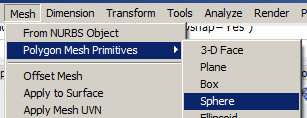 Mesh Dimension Transform Tools Analyze Render P
From NURBS Object
Polygon Mesh Primitives
3-D Face
Plane
Offset Mesh
Box
Apply to Surface
Sphere
Apply Mesh UVN
Ellipsoid